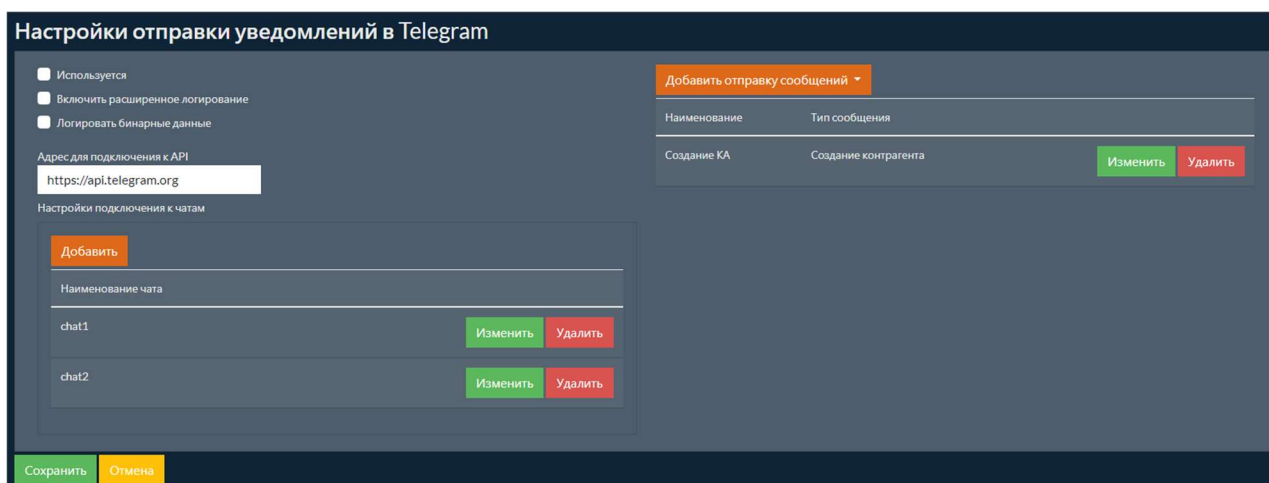 Настройки отправки уведомлений в Telegram
Используется
Включить расширенное логирование
Логировать бинарные данные
Адрес для подключения к API
https://api.telegram.org
Настройки подключения к чатам
Добавить
Наименование чата
chat1 Изменить Удалить
chat2 Изменить Удалить
Добавить отправку сообщений
Наименование Тип сообщения
Создание КА Создание контрагента Изменить Удалить
Сохранить Отмена